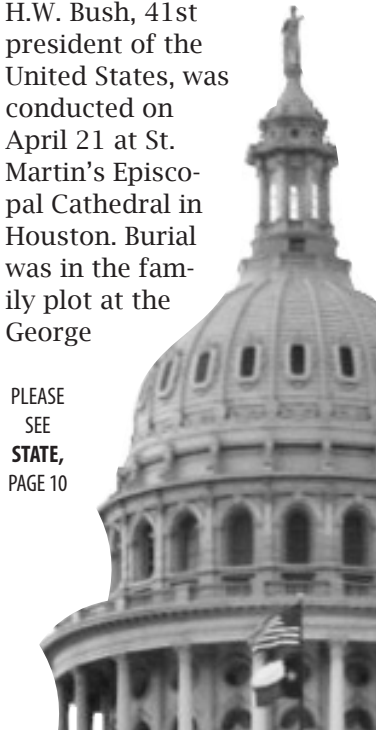 H.W. Bush, 41st
president of the
United States, was
conducted on
April 21 at St.
Martin’s Episco-
pal Cathedral in
Houston. Burial
was in the fam-
ily plot at the
George
PLEASE
SEE
STATE,
PAGE 10